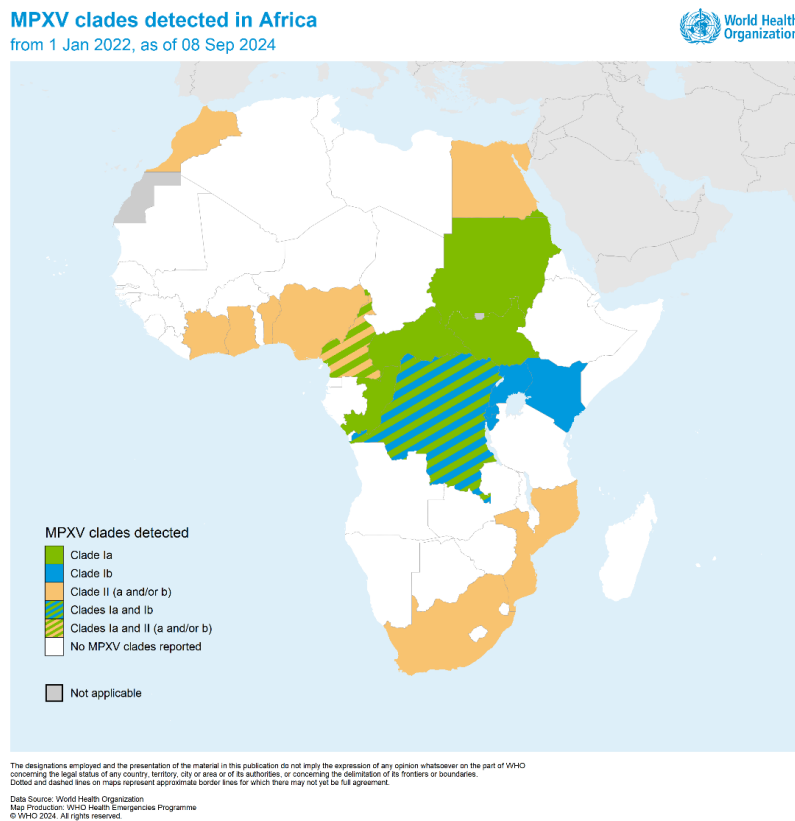 MPXV clades detected in Africa
from 1 Jan 2022, as of 08 Sep 2024
World Health
Organization
MPXV clades detected
Clade Ia
Clade Ib
Clade II (a and/or b)
Clades Ia and Ib
Clades Ia and II (a and/or b)
No MPXV clades reported
Not applicable
The designations employed and the presentation of the material in this publication do not imply the expression of any opinion whatsoever on the part of WHO
concerning the legal status of any country, territory, city or area or of its authorities, or concerning the delimitation of its frontiers or boundaries.
Dotted and dashed lines on maps represent approximate border lines for which there may not yet be full agreement.
Data Source: World Health Organization
Map Production: WHO Health Emergencies Programme
© WHO 2024. All rights reserved.